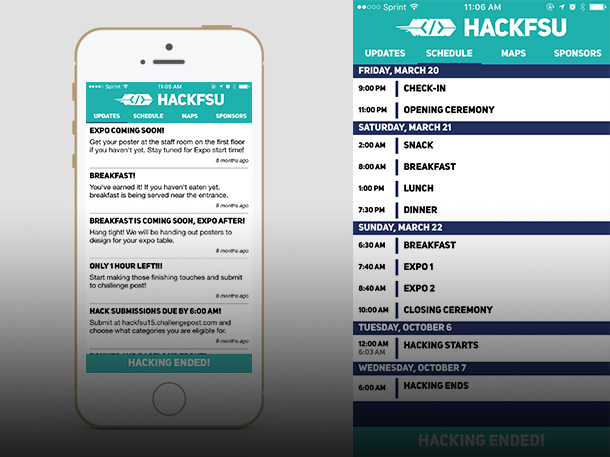 Sprint 11:06 AM
</> HACKFSU
UPDATES SCHEDULE MAPS SPONSORS
EXPO COMING SOON!
Get your poster at the staff room on the first floor
if you haven't yet. Stay tuned for Expo start time!
8 months ago
BREAKFAST!
You've earned it! If you haven't eaten yet,
breakfast is being served near the entrance.
8 months ago
BREAKFAST IS COMING SOON, EXPO AFTER!
Hang tight! We will be handing out posters to
design for your expo table.
8 months ago
ONLY 1 HOUR LEFT!!!
Start making those finishing touches and submit
to challenge post!
8 months ago
HACK SUBMISSIONS DUE BY 6:00 AM!
Submit at hackfsu15.challengepost.com and
choose what categories you are eligible for.
8 months ago
HACKING ENDED!
Sprint 11:06 AM
</> HACKFSU
UPDATES SCHEDULE MAPS SPONSORS
FRIDAY, MARCH 20
9:00 PM CHECK-IN
11:00 PM OPENING CEREMONY
SATURDAY, MARCH 21
2:00 AM SNACK
8:00 AM BREAKFAST
1:00 PM LUNCH
7:30 PM DINNER
SUNDAY, MARCH 22
6:30 AM BREAKFAST
7:40 AM EXPO 1
8:40 AM EXPO 2
10:00 AM CLOSING CEREMONY
TUESDAY, OCTOBER 6
12:00 AM HACKING STARTS
6:03 AM
WEDNESDAY, OCTOBER 7
6:00 AM HACKING ENDS
HACKING ENDED!